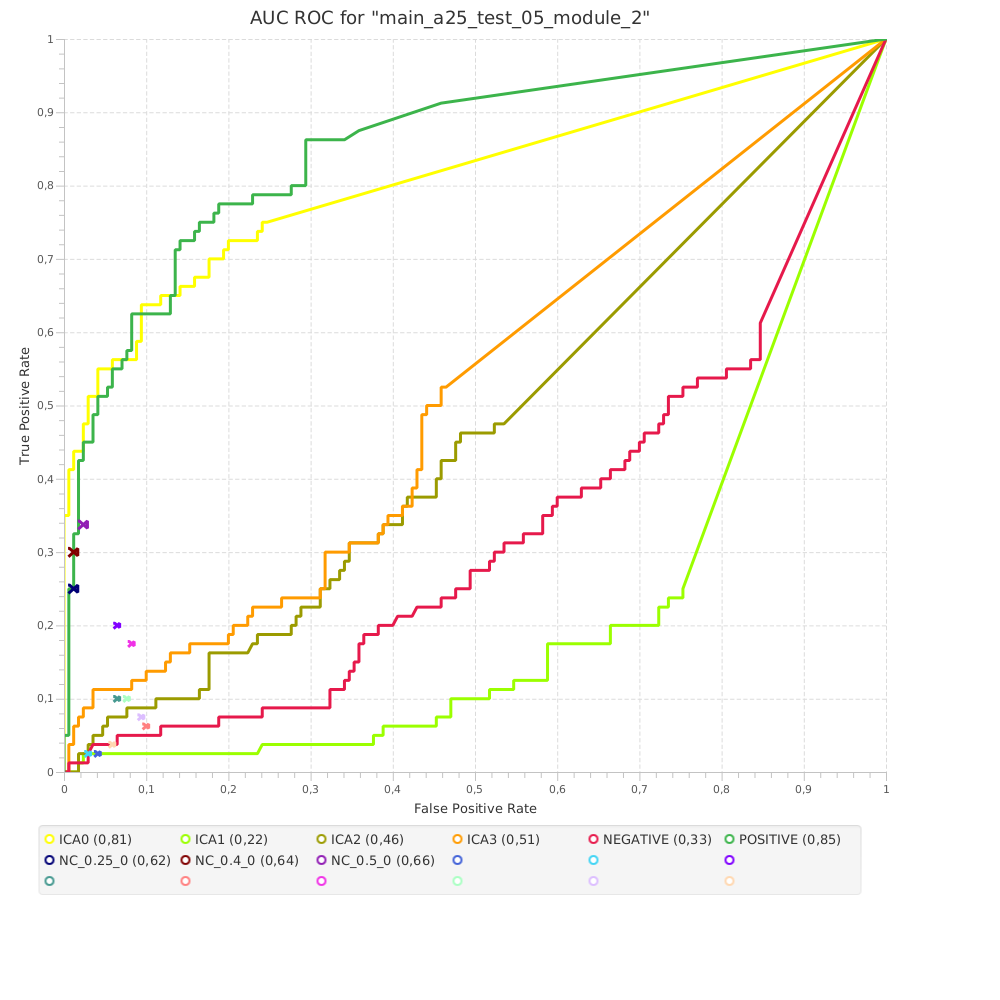 AUC ROC for "main_a25_test_05_module_2"
1
0,9
0,8
0,7
0,6
0,5
0,4
0,3
0,2
0,1
0
True Positive Rate
0 0,1 0,2 0,3 0,4 0,5 0,6 0,7 0,8 0,9 1
False Positive Rate
ICA0 (0,81) ICA1 (0,22) ICA2 (0,46) ICA3 (0,51) NEGATIVE (0,33) POSITIVE (0,85)
NC_0.25_0 (0,62) NC_0.4_0 (0,64) NC_0.5_0 (0,66)